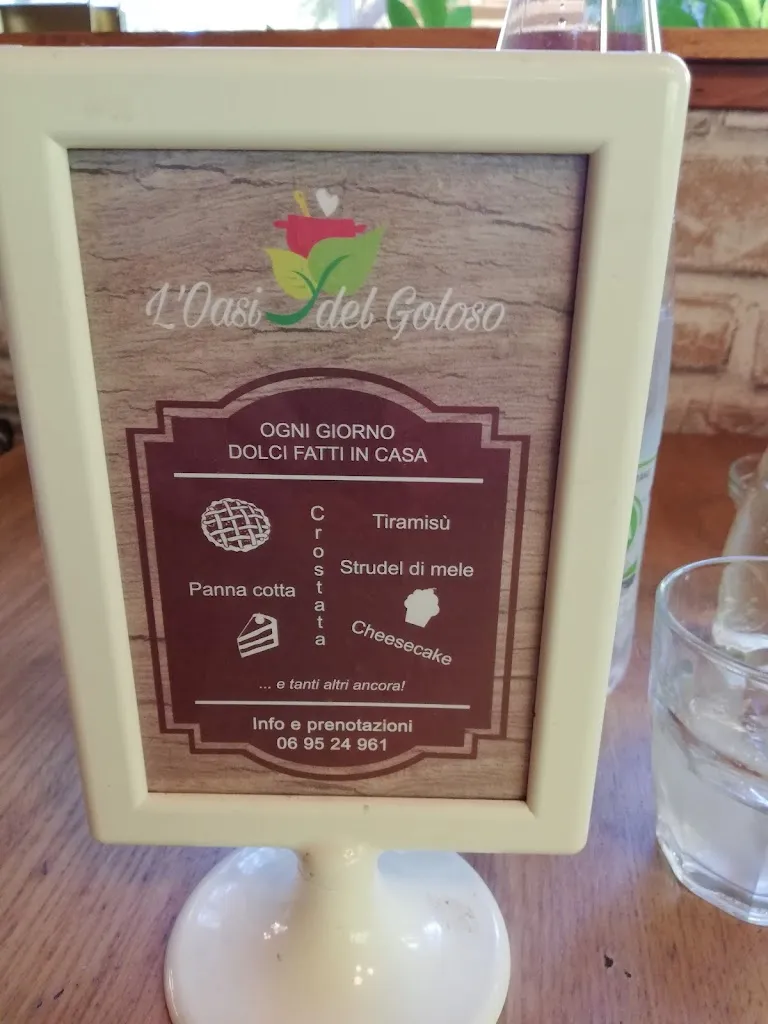 L'Oasi del Goloso
OGNI GIORNO
DOLCI FATTI IN CASA
Crostata
Tiramisù
Strudel di mele
Panna cotta
Cheesecake
... e tanti altri ancora!
Info e prenotazioni
06 95 24 961